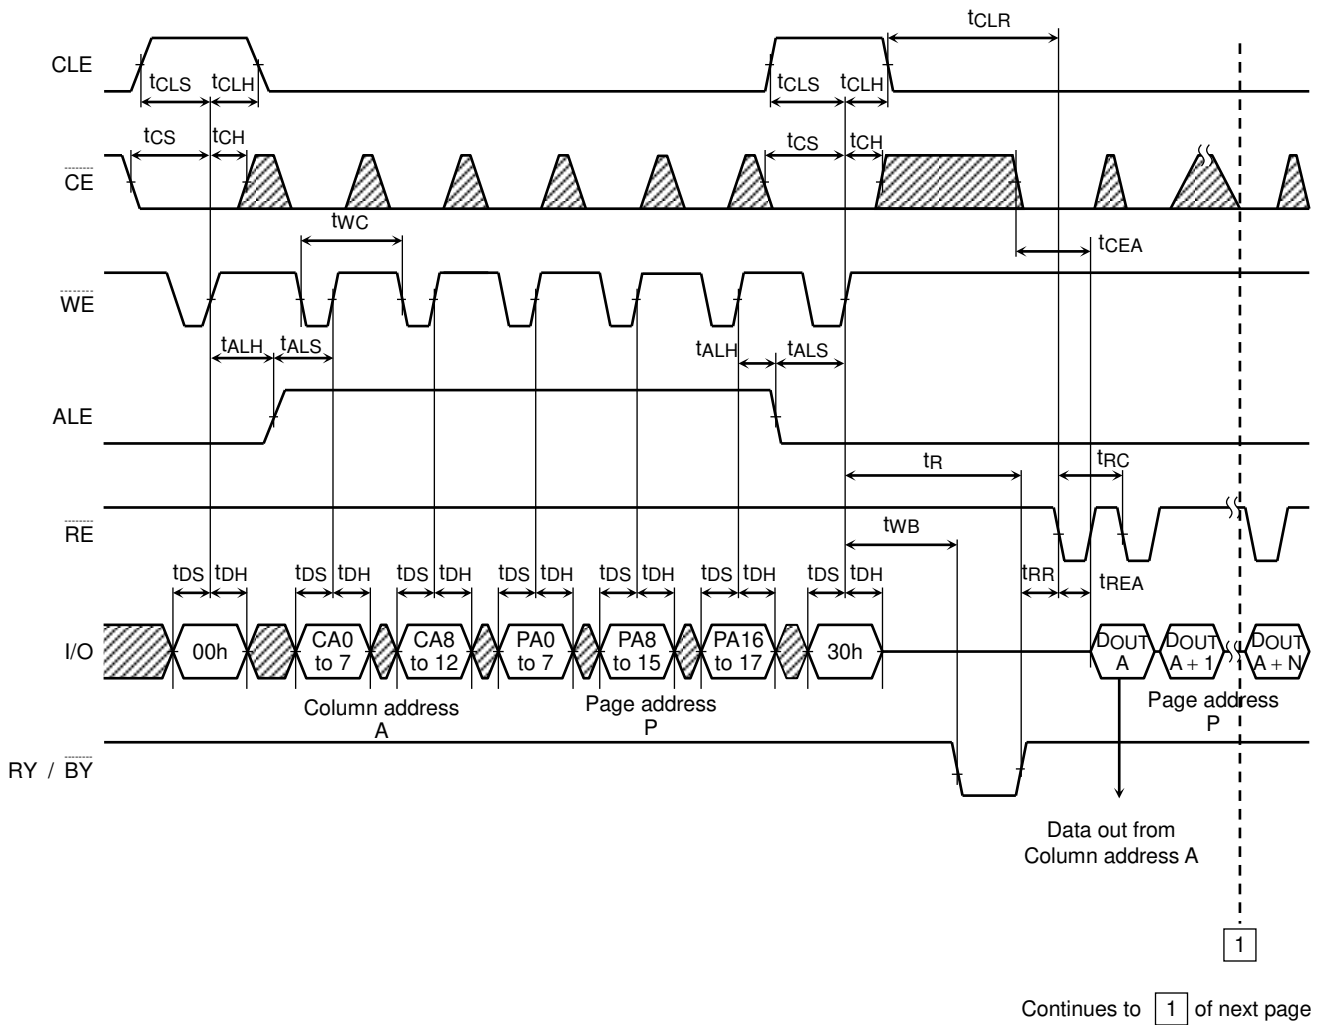 tCLR
CLE
tCLS tCLH
tCLS tCLH
tCS tCH
tCS tCH
CE
tWC
tCEA
WE
tALH tALS
tALH tALS
ALE
tR
tRC
RE
tWB
tDS tDH
tDS tDH
tDS tDH
tDS tDH
tDS tDH
tDS tDH
tDS tDH
tRR
tREA
I/O
00h
CA0
to 7
CA8
to 12
PA0
to 7
PA8
to 15
PA16
to 17
30h
DOUT
A
DOUT
A + 1
DOUT
A + N
Column address
A
Page address
P
Page address
P
RY / BY
Data out from
Column address A
1
Continues to 1 of next page